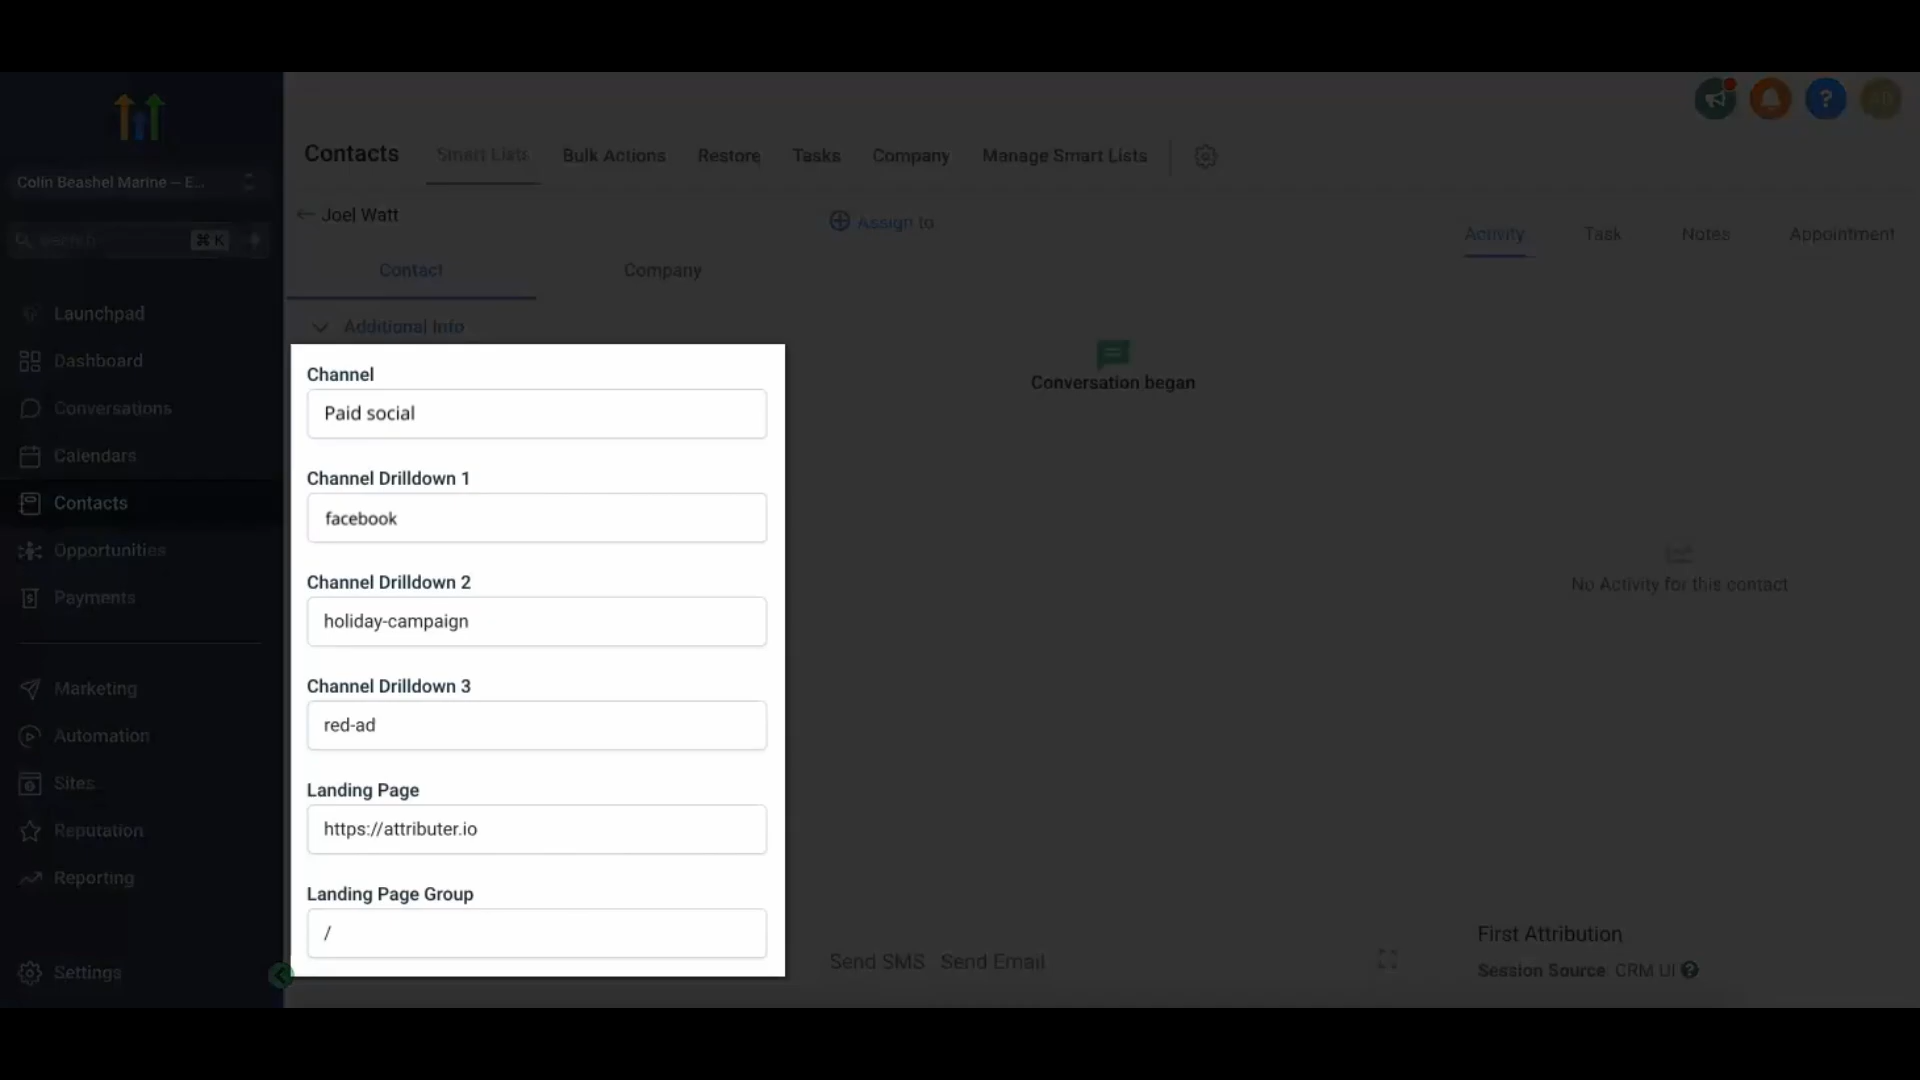 Colin Beashel Marine – E...
Search
⌘ K
Launchpad
Dashboard
Conversations
Calendars
Contacts
Opportunities
Payments
Marketing
Automation
Sites
Reputation
Reporting
Settings
Contacts
Smart Lists
Bulk Actions
Restore
Tasks
Company
Manage Smart Lists
← Joel Watt
Contact
Company
Additional Info
Channel
Paid social
Channel Drilldown 1
facebook
Channel Drilldown 2
holiday-campaign
Channel Drilldown 3
red-ad
Landing Page
https://attributer.io
Landing Page Group
/
Assign to
Conversation began
Send SMS
Send Email
?
Activity
Task
Notes
Appointment
No Activity for this contact
First Attribution
Session Source CRM UI ?